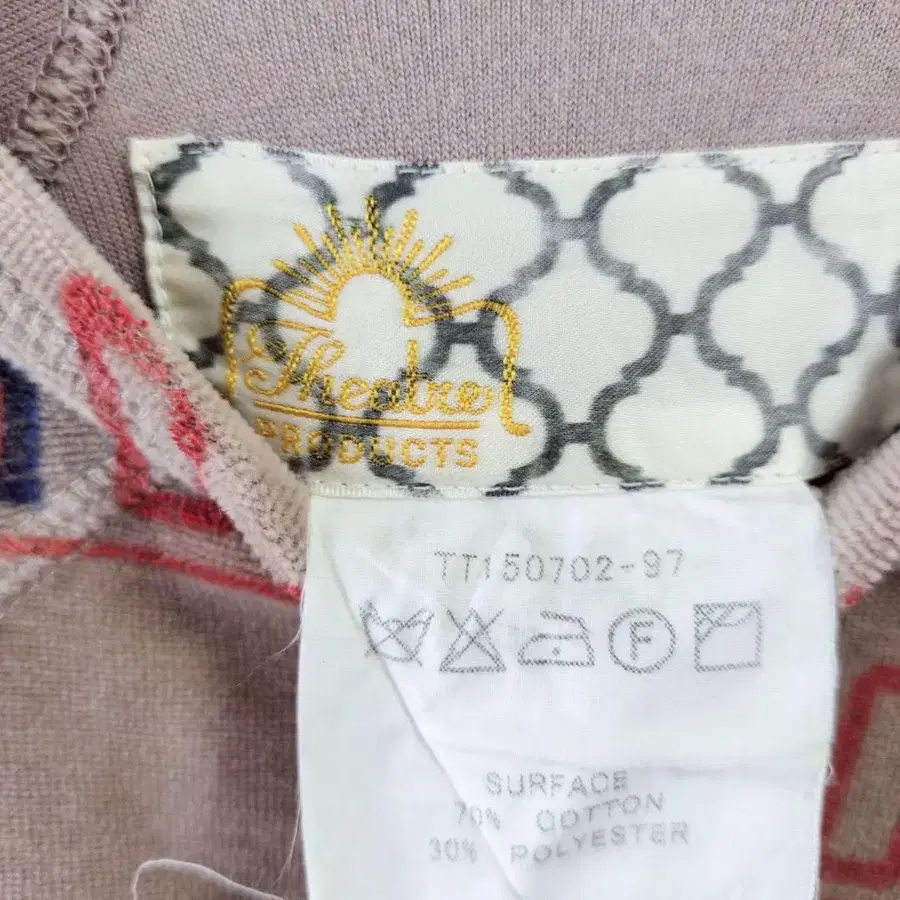 Theatre
PRODUCTS
TT150702-97
F
SURFACE
70% COTTON
30% POLYESTER